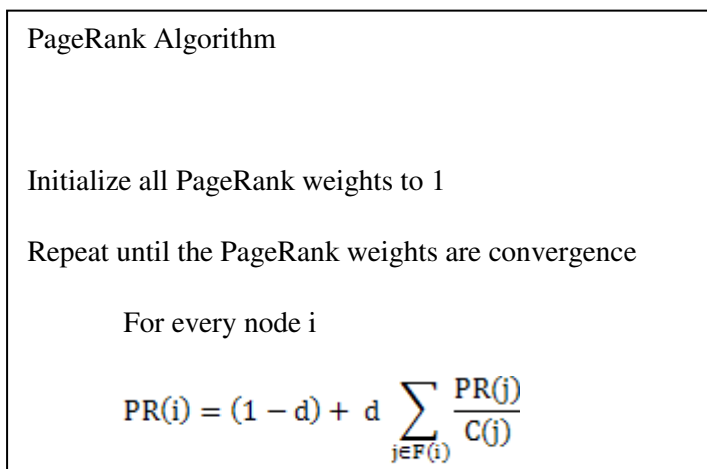 PageRank Algorithm
Initialize all PageRank weights to 1
Repeat until the PageRank weights are convergence
For every node i
PR(i) = (1 − d) + d ∑_{j∈F(i)} PR(j)/C(j)